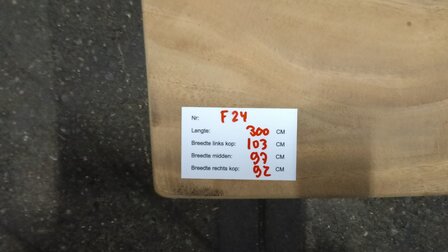 Nr: F24
Lengte: 300 CM
Breedte links kop: 103 CM
Breedte midden: 97 CM
Breedte rechts kop: 92 CM